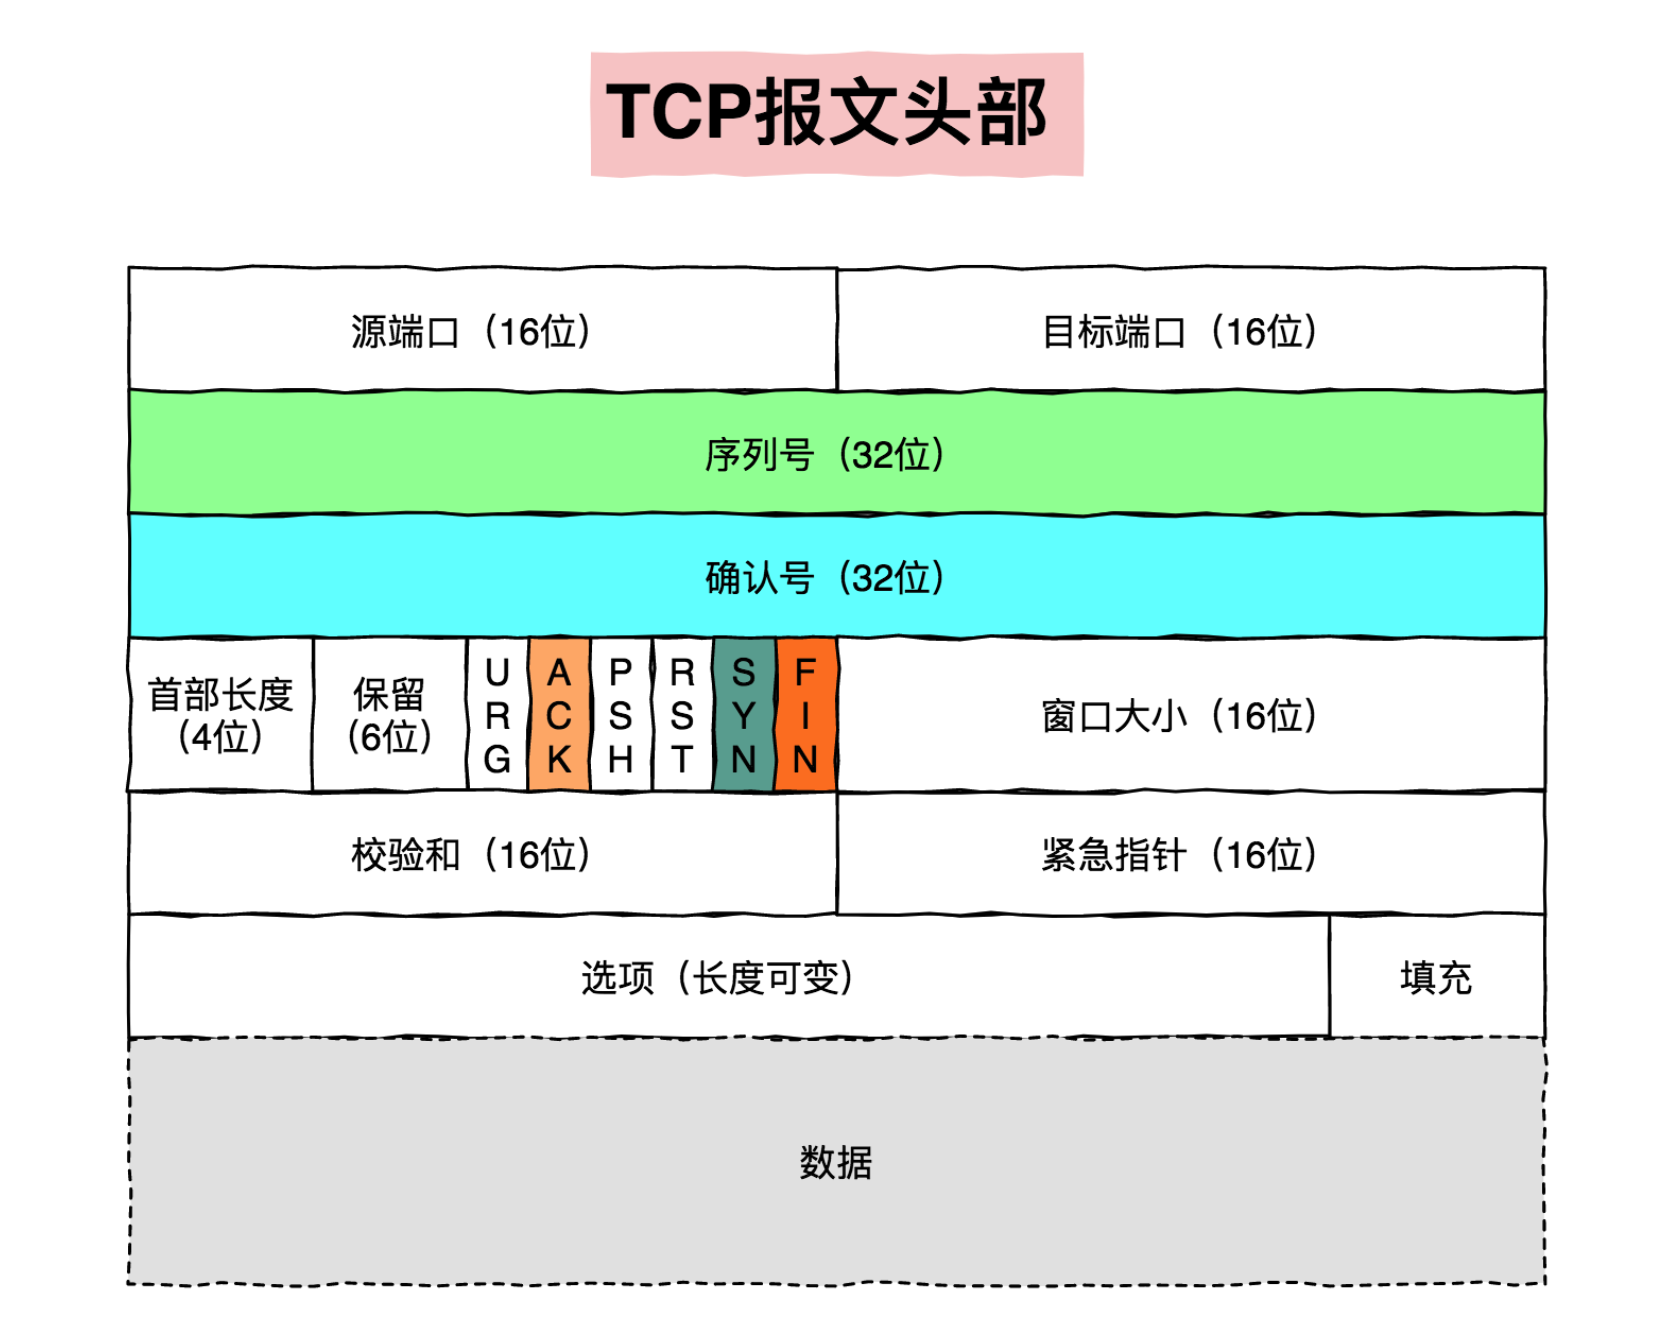 TCP报文头部
源端口（16位）
目标端口（16位）
序列号（32位）
确认号（32位）
首部长度
（4位）
保留
（6位）
URG
ACK
PSH
RST
SYN
FIN
窗口大小（16位）
校验和（16位）
紧急指针（16位）
选项（长度可变）
填充
数据